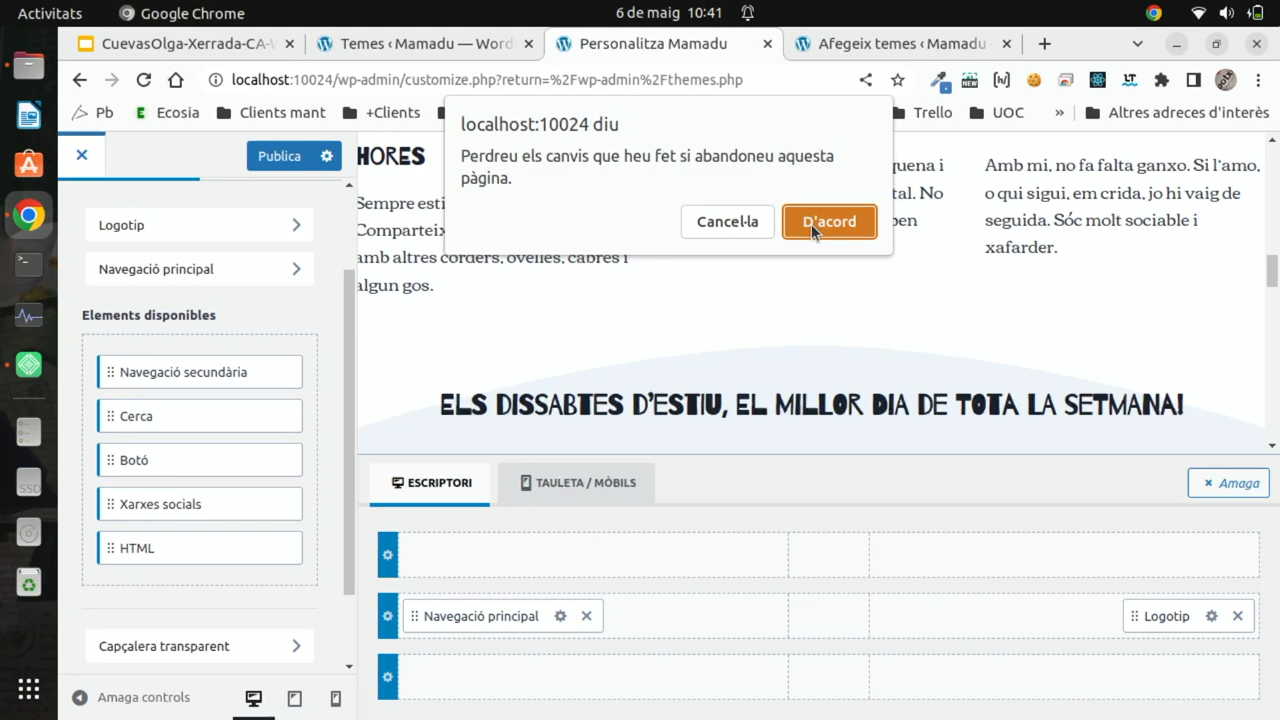 Activitats
Google Chrome
6 de maig 10:41
CuevasOlga-Xerrada-CA-V
Temes ‹ Mamadu — Word
Personalitza Mamadu
Afegeix temes ‹ Mamadu
localhost:10024/wp-admin/customize.php?return=%2Fwp-admin%2Fthemes.php
Pb
Ecosia
Clients mant
+Clients
Trello
UOC
»
Altres adreces d'interès
localhost:10024 diu
Perdreu els canvis que heu fet si abandoneu aquesta
pàgina.
Cancel·la
D'acord
Publica
Logotip
Navegació principal
Elements disponibles
Navegació secundària
Cerca
Botó
Xarxes socials
HTML
Capçalera transparent
Amaga controls
HORES
Sempre esti
Comparteix
amb altres corders, ovelles, cabres i
algun gos.
quena i
tal. No
ben
Amb mi, no fa falta ganxo. Si l'amo,
o qui sigui, em crida, jo hi vaig de
seguida. Sóc molt sociable i
xafarder.
ELS DISSABTES D'ESTIU, EL MILLOR DIA DE TOTA LA SETMANA!
ESCRIPTORI
TAULETA / MÒBILS
× Amaga
Navegació principal
Logotip
SSD